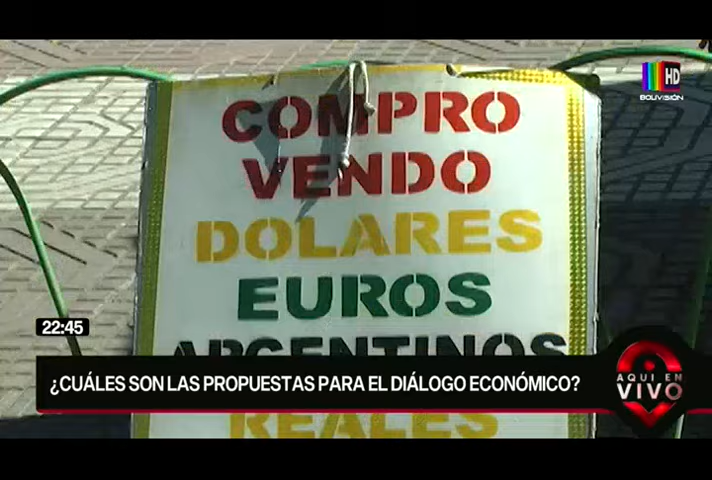 HD
BOLIVISIÓN
COMPRO
VENDO
DOLARES
EUROS
ARGENTINOS
22:45
¿CUÁLES SON LAS PROPUESTAS PARA EL DIÁLOGO ECONÓMICO?
AQUI EN
VIVO
REALES